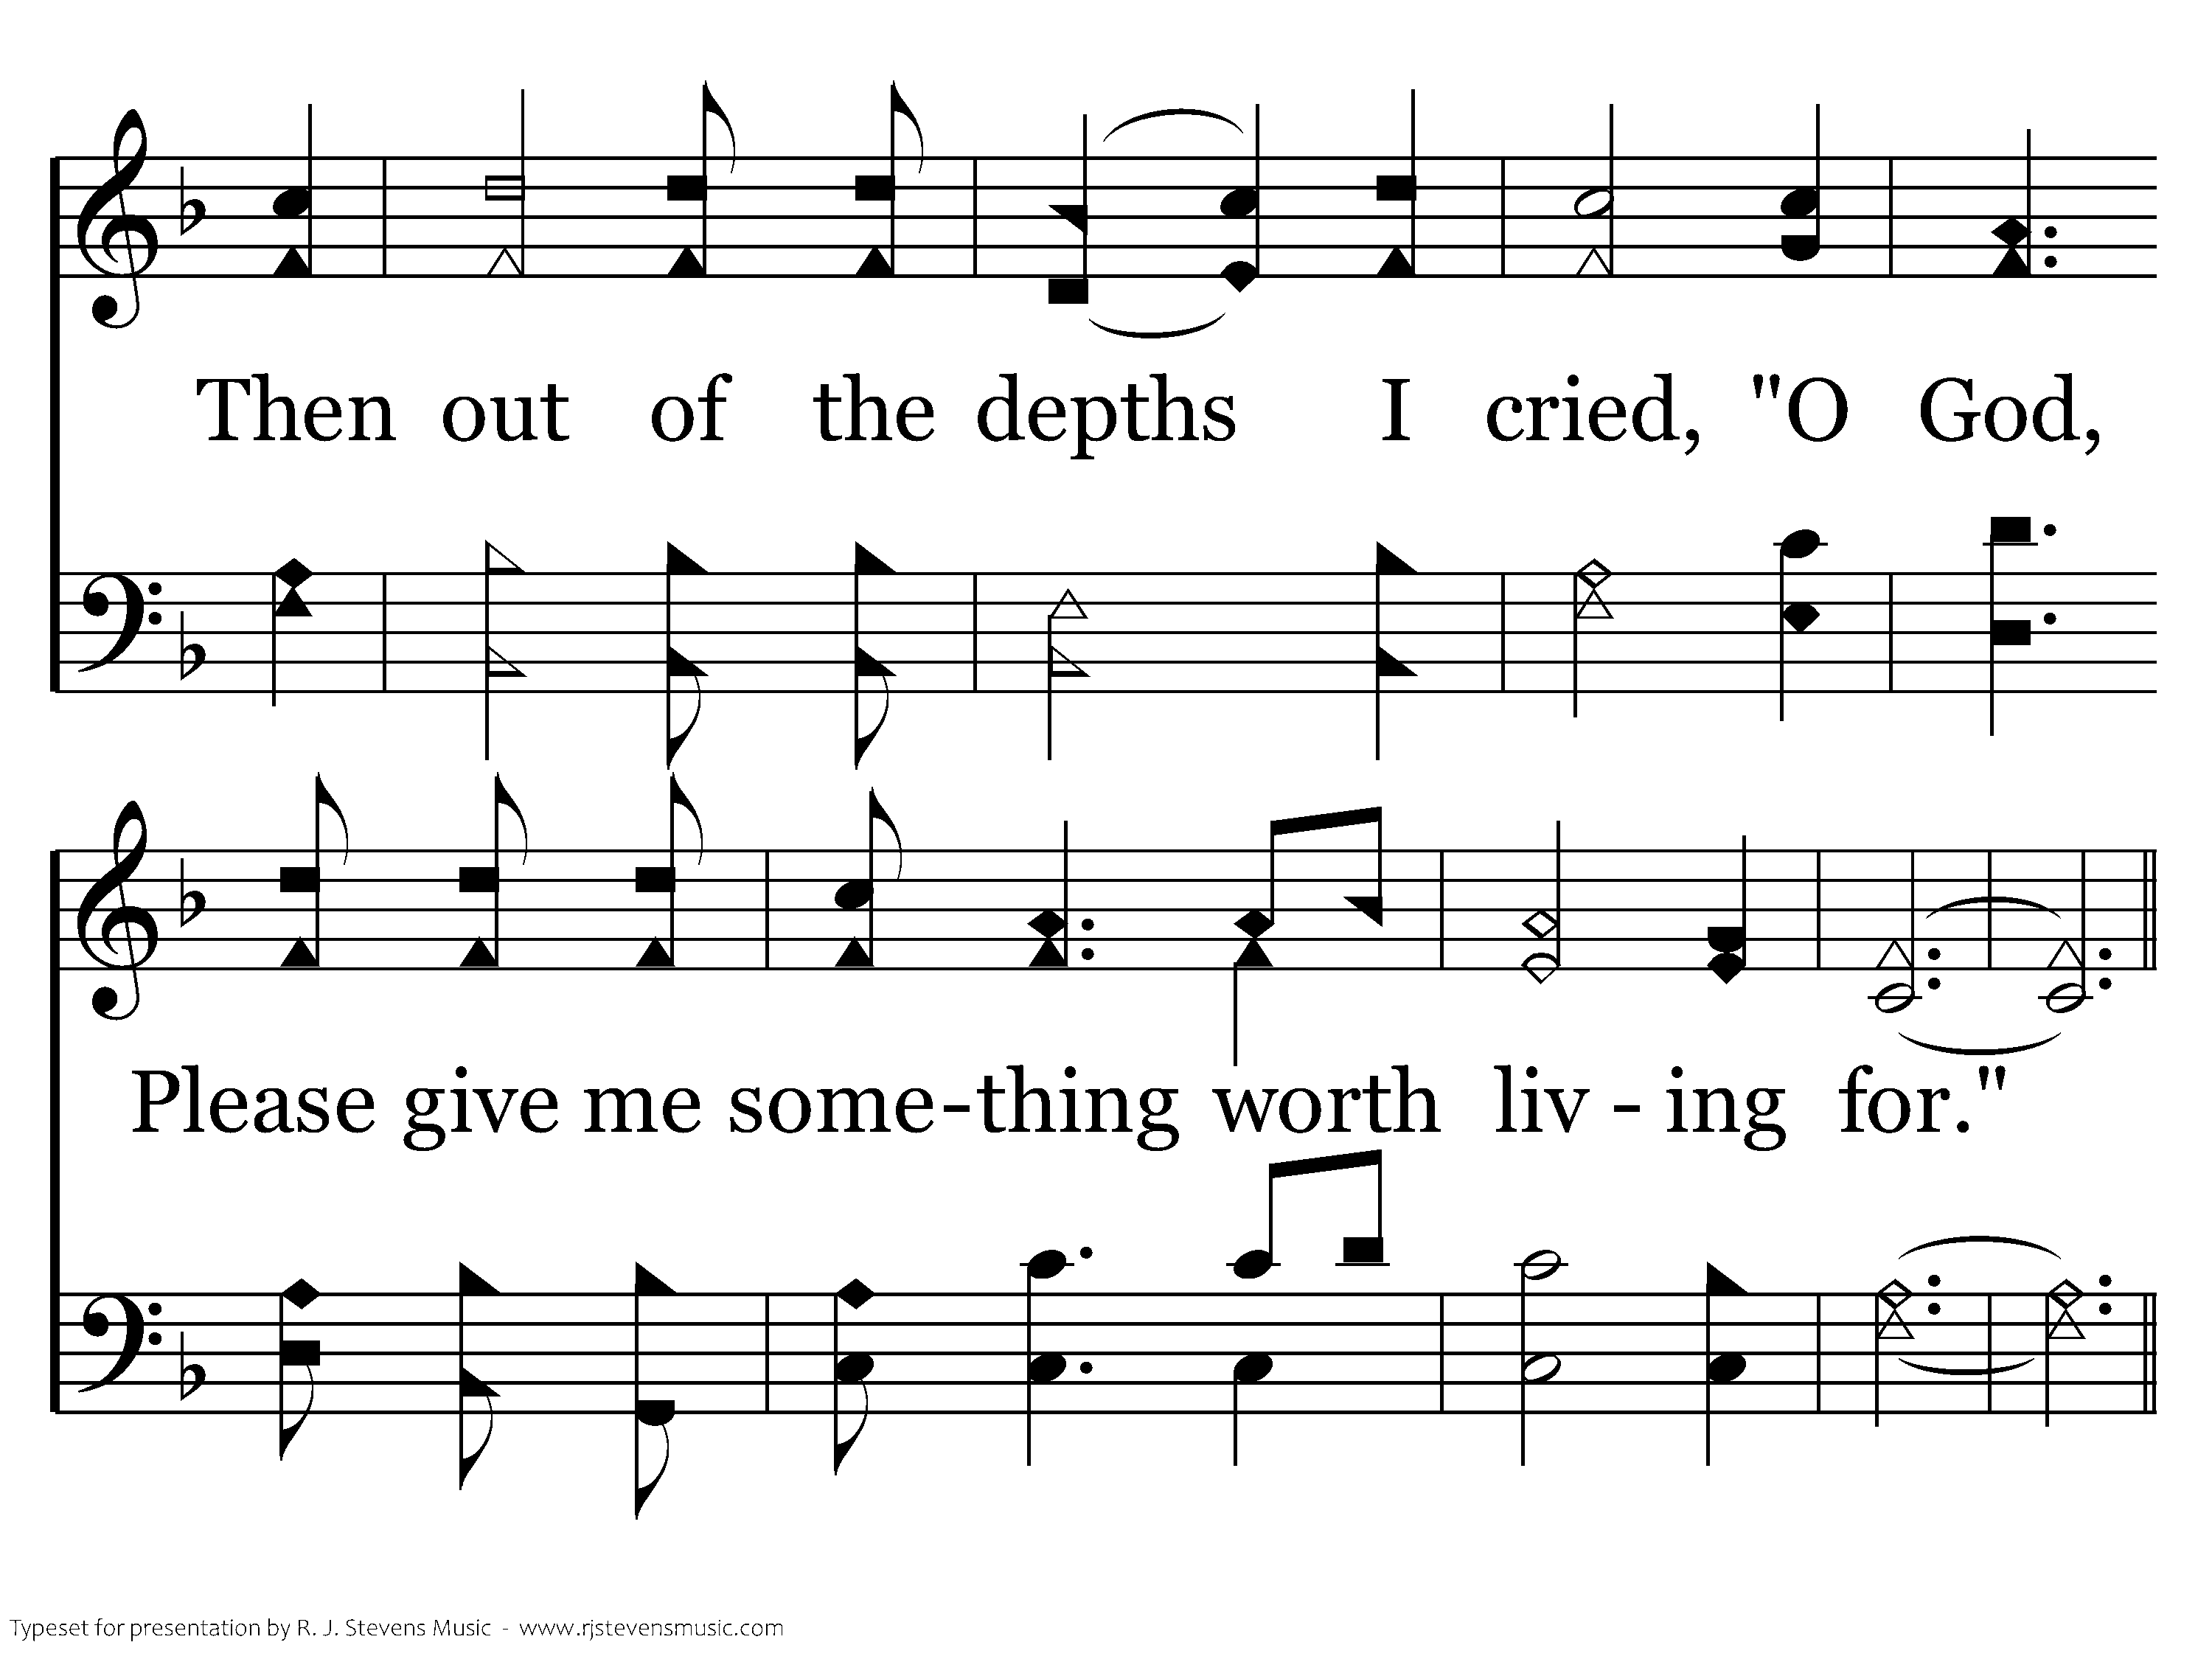 Then out of the depths I cried, "O God,
Please give me some-thing worth liv - ing for."
Typeset for presentation by R. J. Stevens Music - www.rjstevensmusic.com